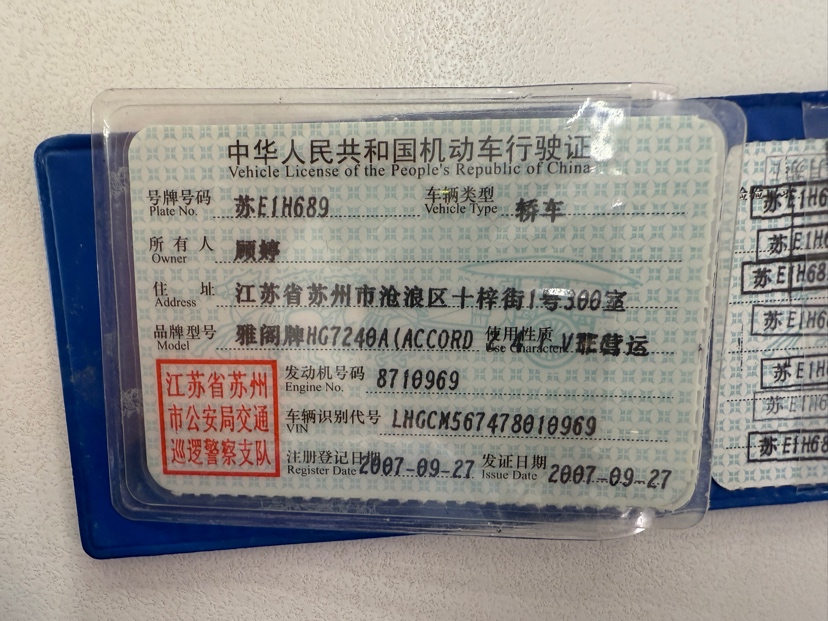 中华人民共和国机动车行驶证
Vehicle License of the People's Republic of China
号牌号码 苏E1H689 车辆类型 轿车
Plate No. Vehicle Type
所有人 顾婷
Owner
住址 江苏省苏州市沧浪区十梓街1号300室
Address
品牌型号 雅阁牌HG7240A(ACCORD 使用性质 非营运
Model Use Character
江苏省苏州
市公安局交通
巡逻警察支队
发动机号码 8710969
Engine No.
车辆识别代号 LHGCM567478010969
VIN
注册登记日期 2007-09-27 发证日期 2007-09-27
Register Date Issue Date
苏E1H6
苏E1H6
苏E1H68
苏E1H6
苏E1H6
苏E1H6
苏E1H68